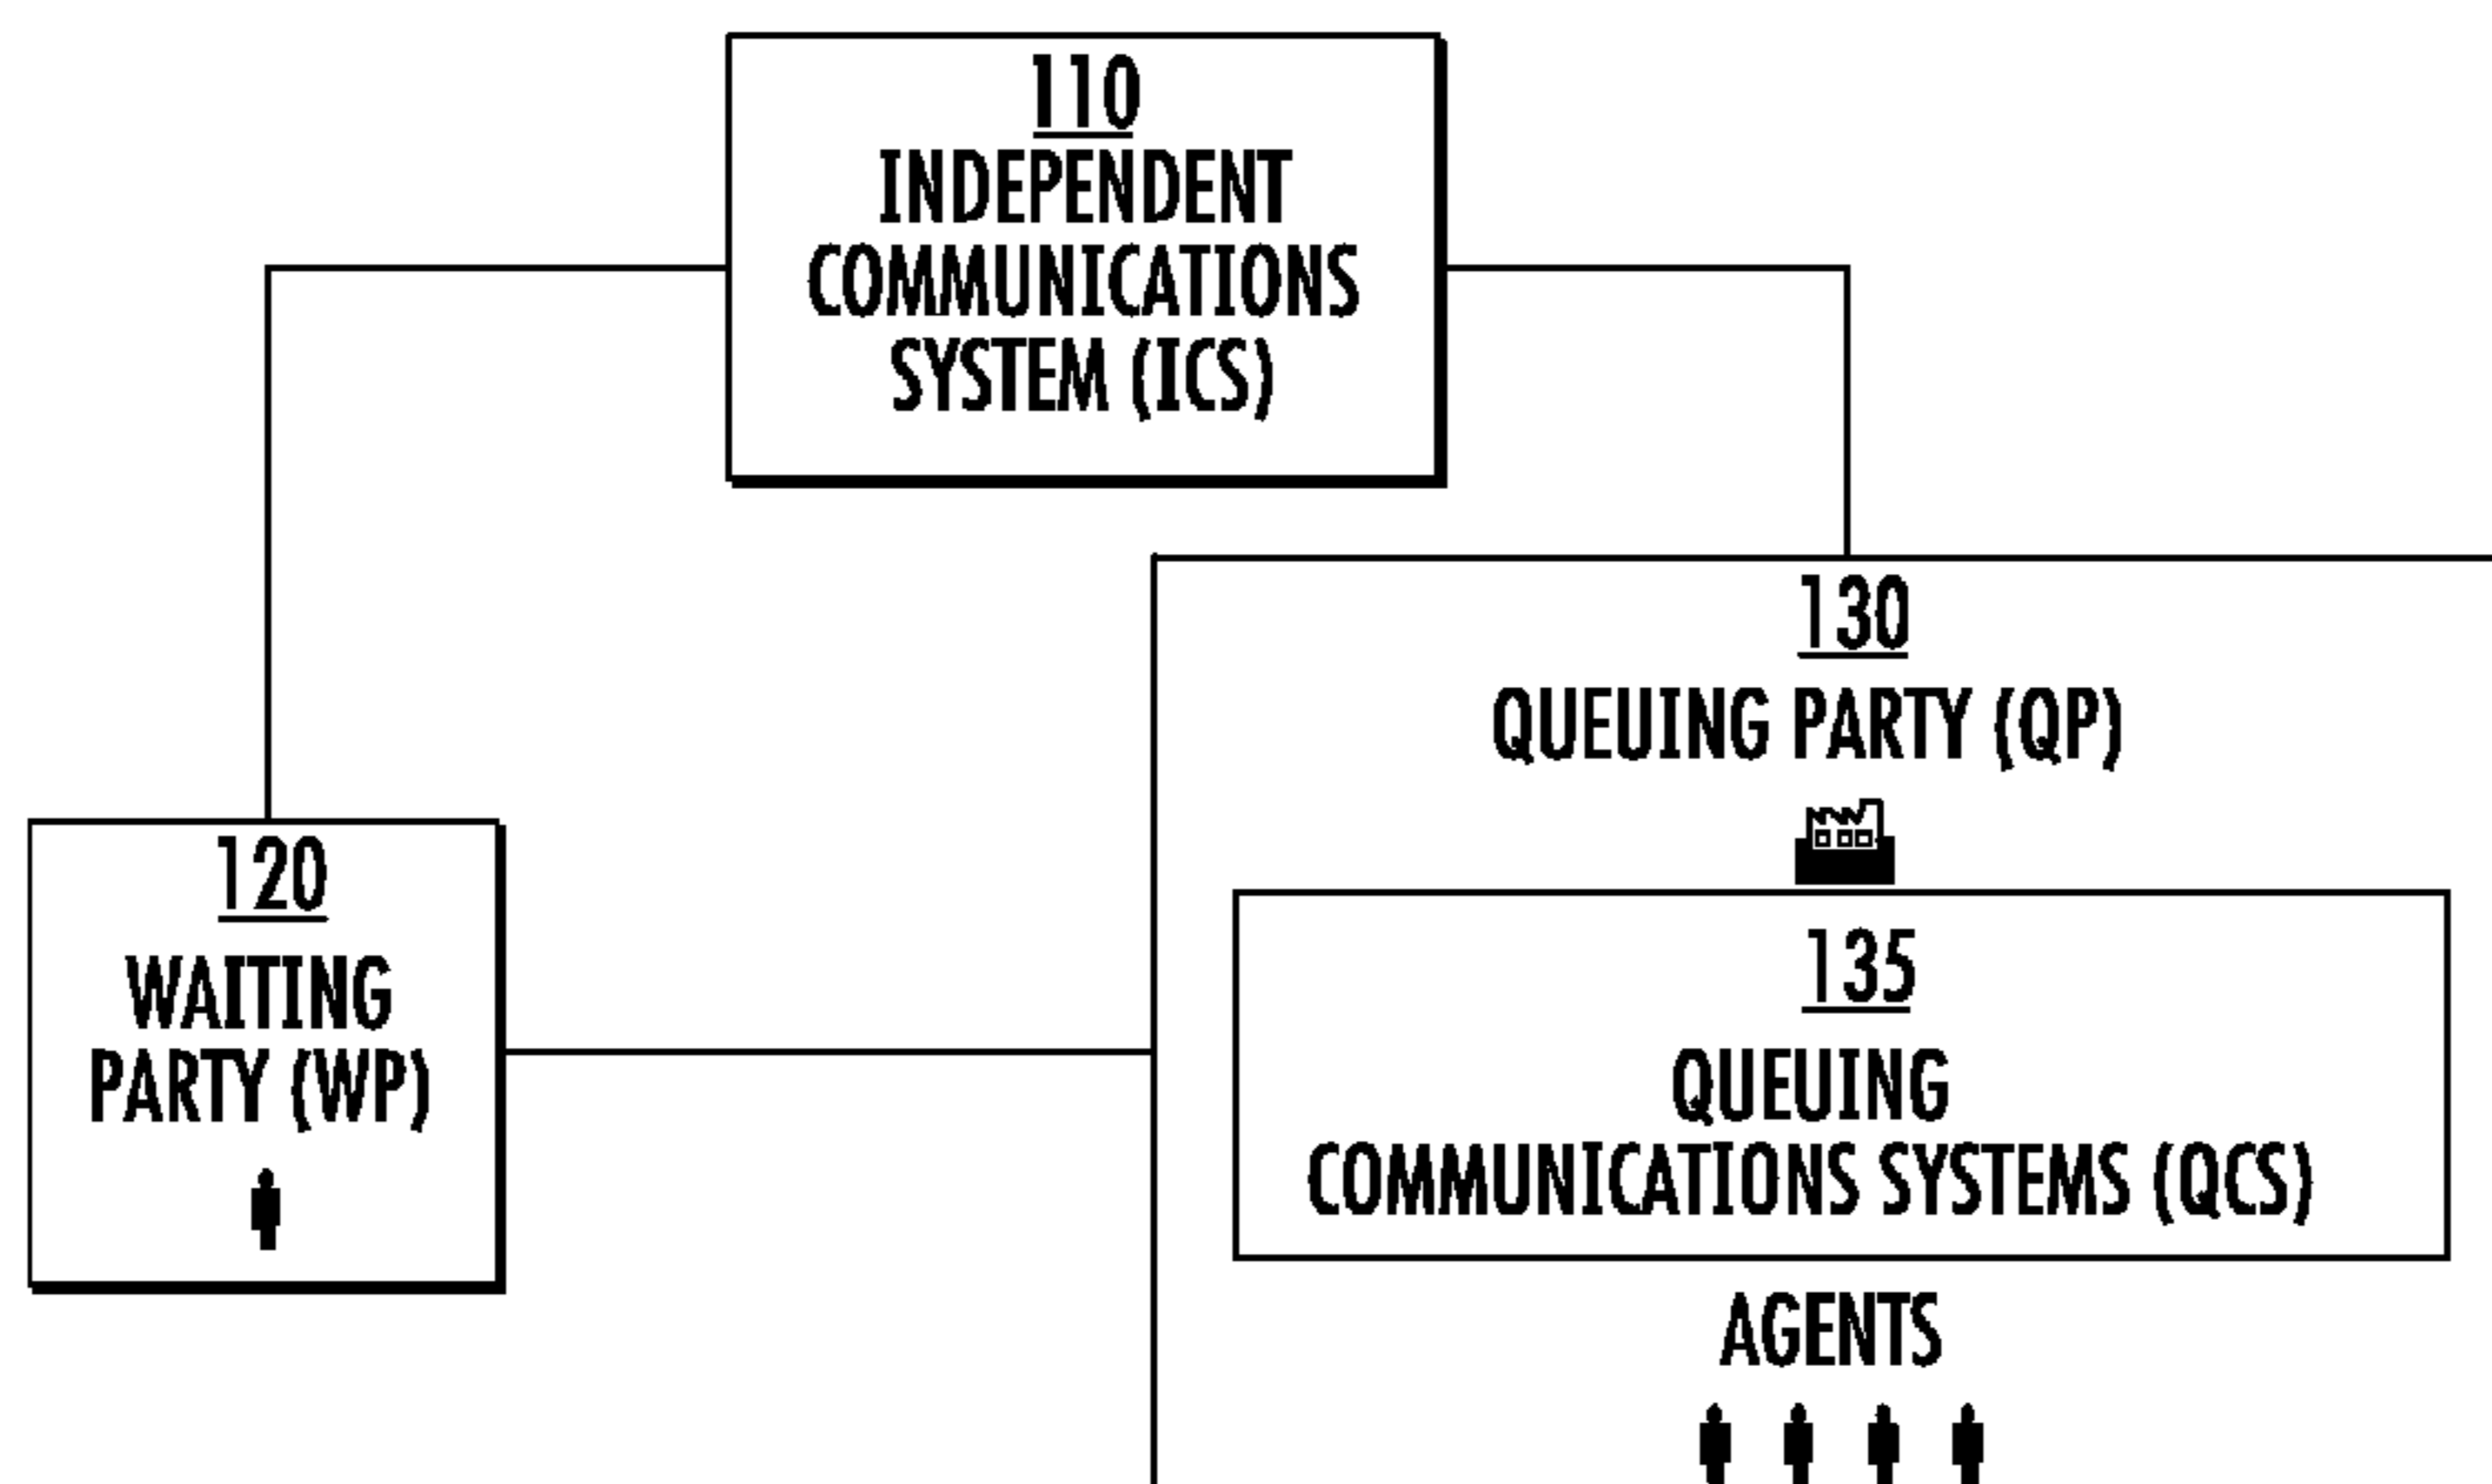 110
INDEPENDENT
COMMUNICATIONS
SYSTEM (ICS)
130
QUEUING PARTY (QP)
120
WAITING
PARTY (WP)
135
QUEUING
COMMUNICATIONS SYSTEMS (QCS)
AGENTS